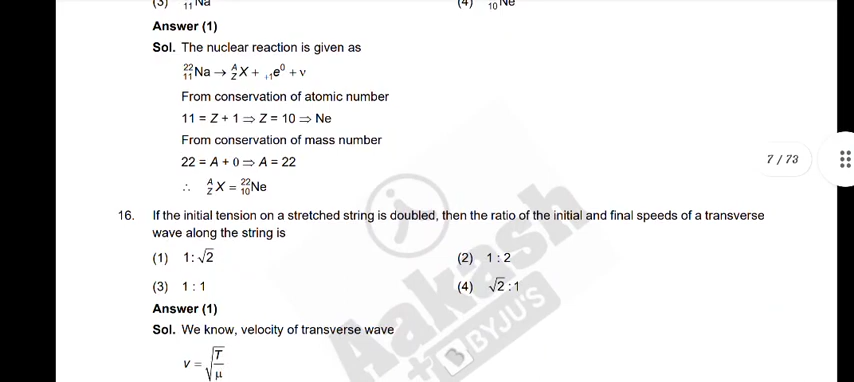 (3) 11Na (4) 10Ne
Answer (1)
Sol. The nuclear reaction is given as
²²₁₁Na → ᴬ_Z X + ₊₁e⁰ + ν
From conservation of atomic number
11 = Z + 1 ⇒ Z = 10 ⇒ Ne
From conservation of mass number
22 = A + 0 ⇒ A = 22
∴ ᴬ_Z X = ²²₁₀Ne
7 / 73
16. If the initial tension on a stretched string is doubled, then the ratio of the initial and final speeds of a transverse
wave along the string is
(1) 1:√2 (2) 1 : 2
(3) 1 : 1 (4) √2 : 1
Answer (1)
Sol. We know, velocity of transverse wave
v = √(T/μ)
Aakash
+ B BYJU'S